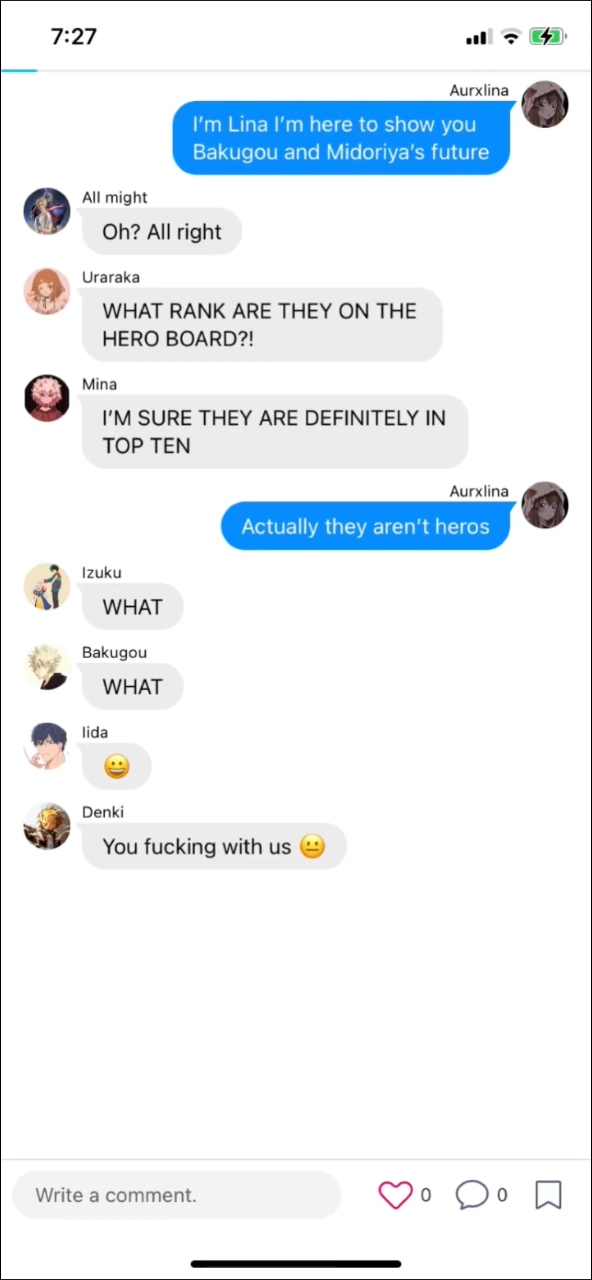 7:27
Aurxlina
I’m Lina I’m here to show you
Bakugou and Midoriya’s future
All might
Oh? All right
Uraraka
WHAT RANK ARE THEY ON THE
HERO BOARD?!
Mina
I’M SURE THEY ARE DEFINITELY IN
TOP TEN
Aurxlina
Actually they aren’t heros
Izuku
WHAT
Bakugou
WHAT
Iida
😀
Denki
You fucking with us 😐
Write a comment.
0
0